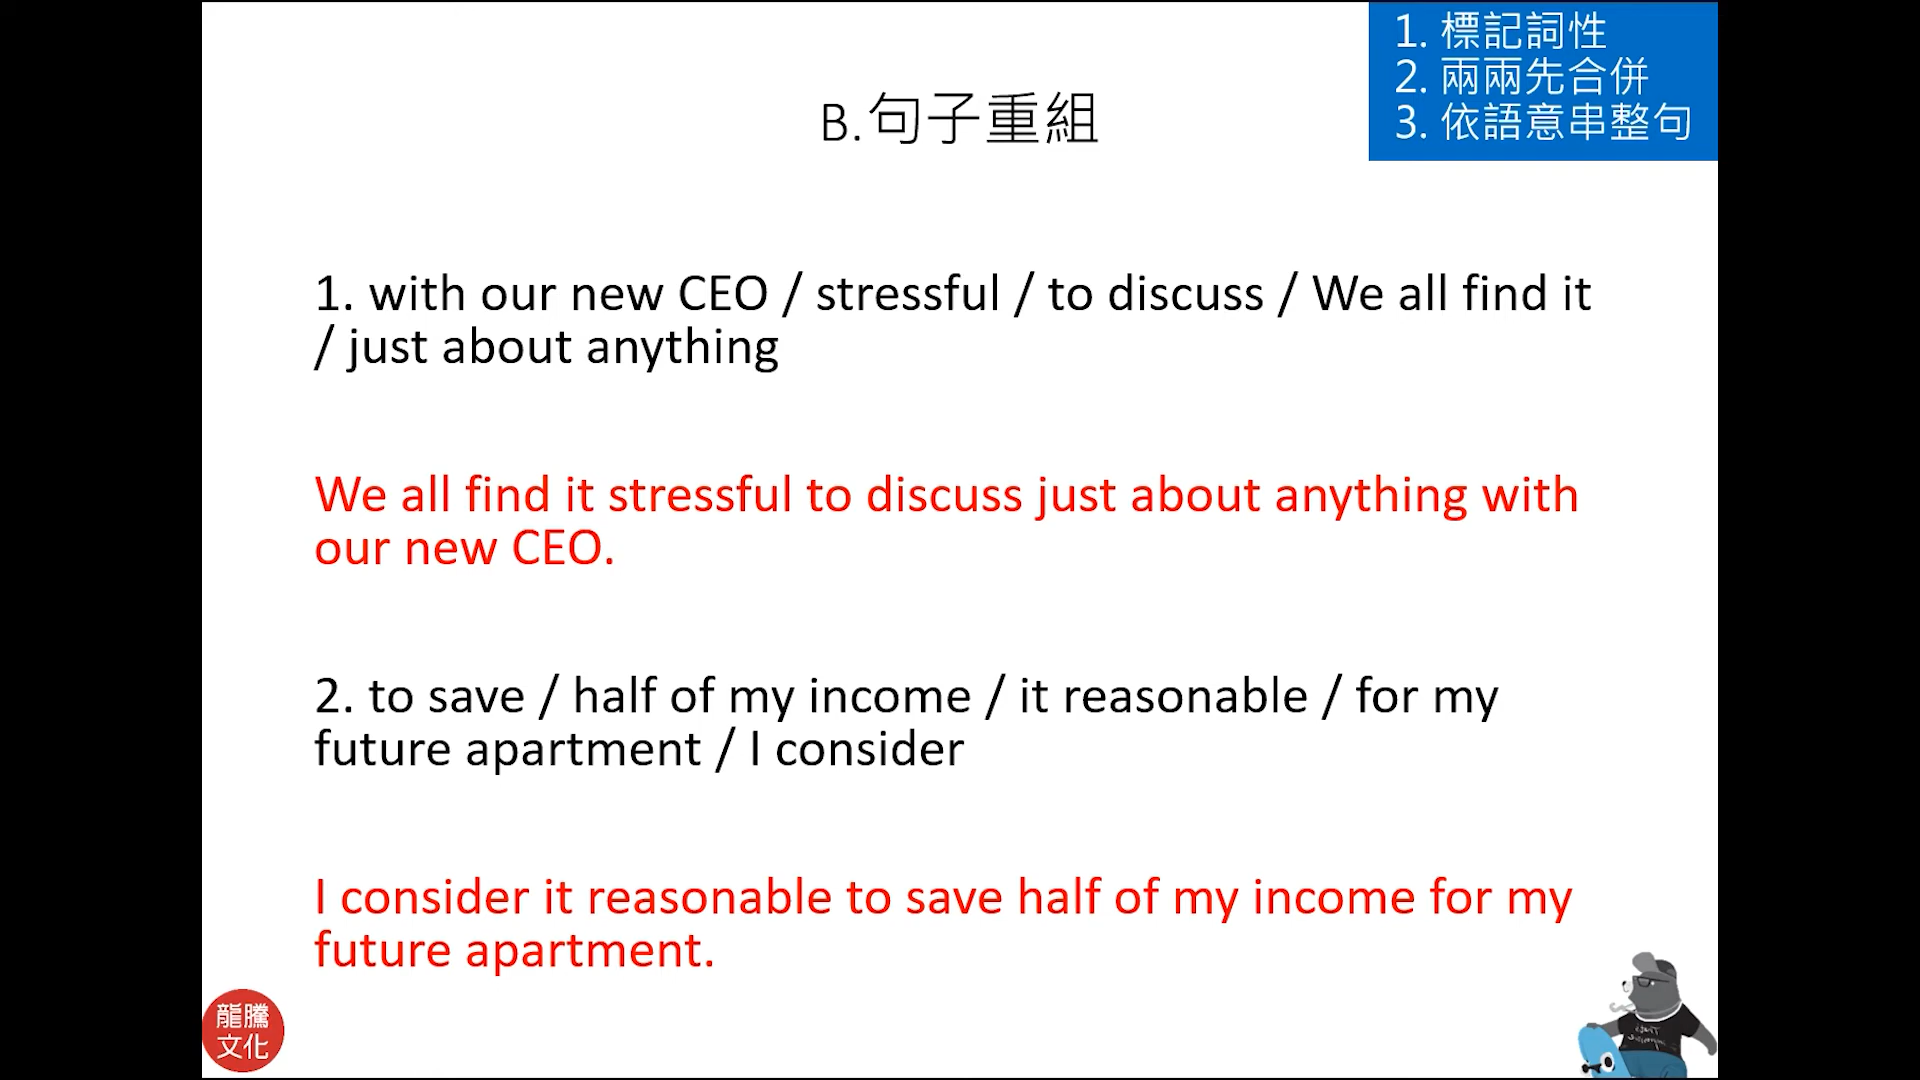 1. 標記詞性
2. 兩兩先合併
3. 依語意串整句
B.句子重組
1. with our new CEO / stressful / to discuss / We all find it
/ just about anything
We all find it stressful to discuss just about anything with
our new CEO.
2. to save / half of my income / it reasonable / for my
future apartment / I consider
I consider it reasonable to save half of my income for my
future apartment.
龍騰
文化